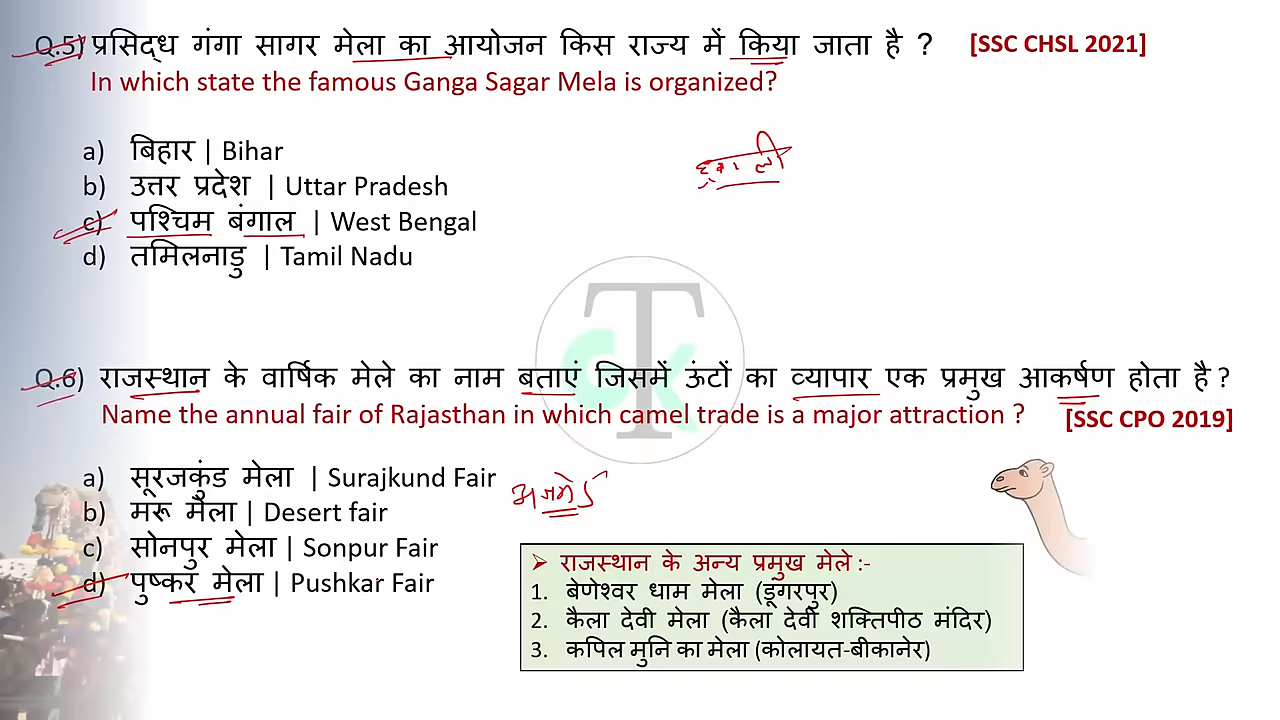 Q.5) प्रसिद्ध गंगा सागर मेला का आयोजन किस राज्य में किया जाता है ? [SSC CHSL 2021]
In which state the famous Ganga Sagar Mela is organized?
a) बिहार | Bihar
b) उत्तर प्रदेश | Uttar Pradesh
c) पश्चिम बंगाल | West Bengal
d) तमिलनाडु | Tamil Nadu
TGK
Q.6) राजस्थान के वार्षिक मेले का नाम बताएं जिसमें ऊंटों का व्यापार एक प्रमुख आकर्षण होता है ?
Name the annual fair of Rajasthan in which camel trade is a major attraction ? [SSC CPO 2019]
a) सूरजकुंड मेला | Surajkund Fair
b) मरू मेला | Desert fair
c) सोनपुर मेला | Sonpur Fair
d) पुष्कर मेला | Pushkar Fair
➢ राजस्थान के अन्य प्रमुख मेले :-
1. बेणेश्वर धाम मेला (डूंगरपुर)
2. कैला देवी मेला (कैला देवी शक्तिपीठ मंदिर)
3. कपिल मुनि का मेला (कोलायत-बीकानेर)